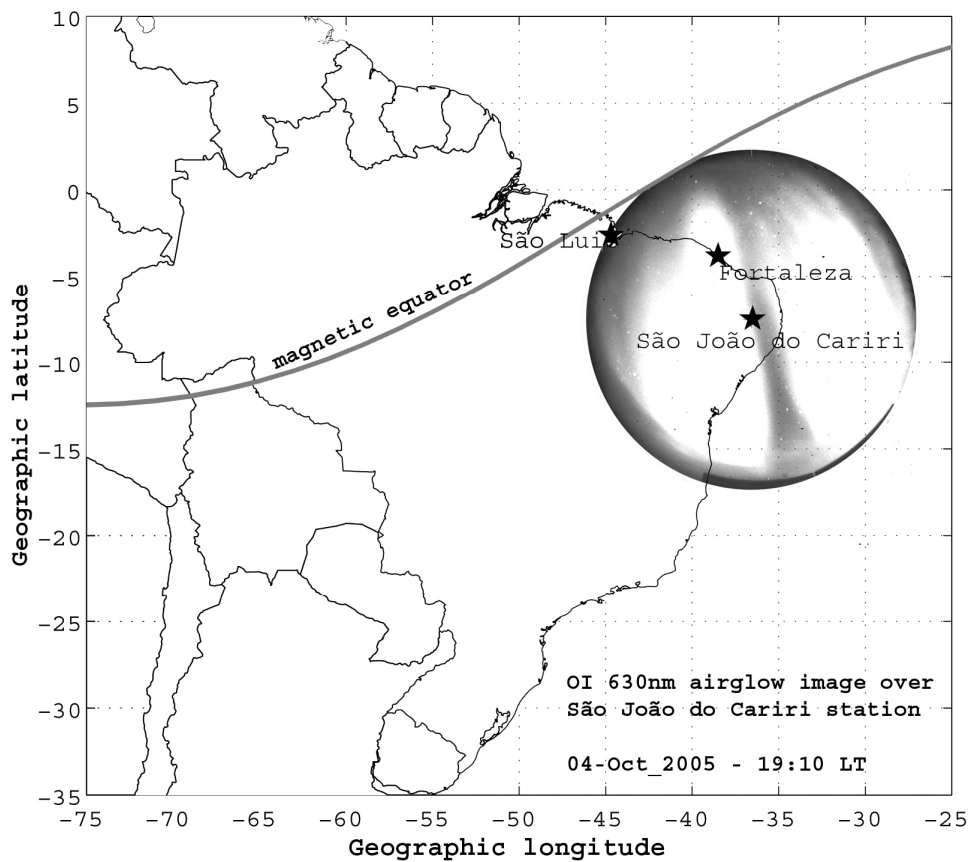 10
5
0
−5
−10
−15
−20
−25
−30
−35
−75
−70
−65
−60
−55
−50
−45
−40
−35
−30
−25
Geographic latitude
Geographic longitude
magnetic equator
São Luí
Fortaleza
São João do Cariri
OI 630nm airglow image over
São João do Cariri station
04-Oct_2005 - 19:10 LT